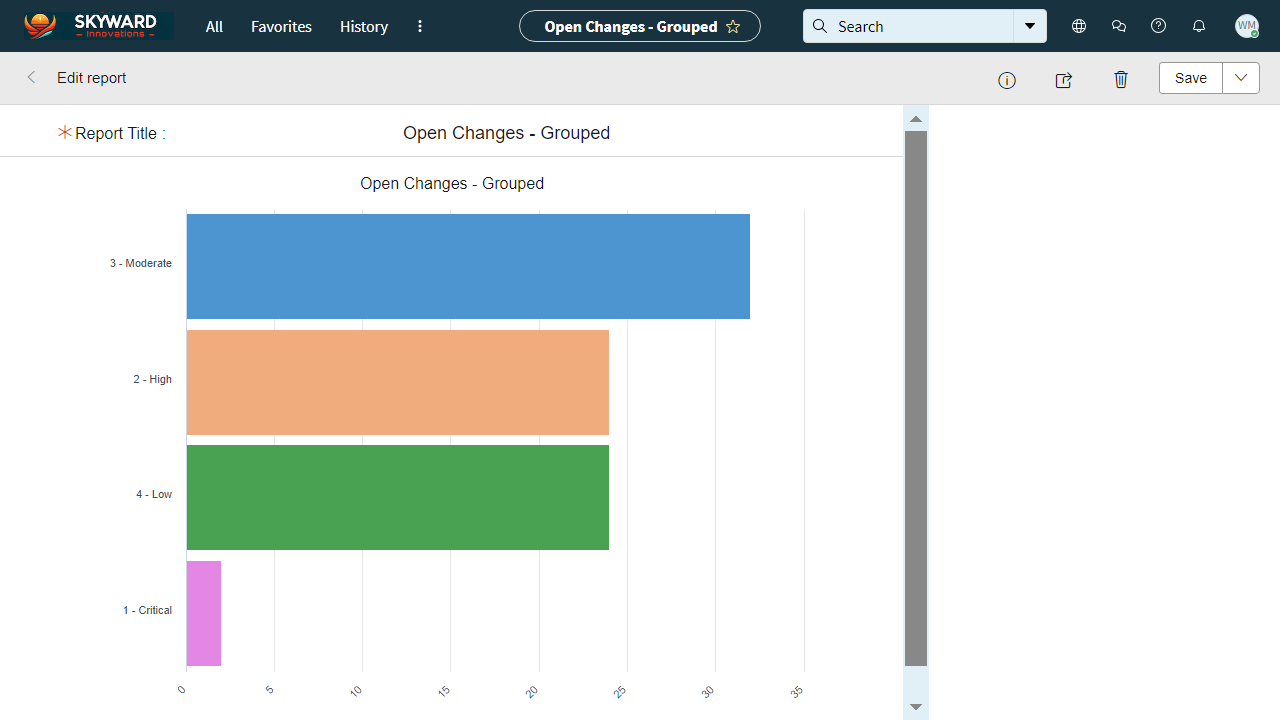 SKYWARD
Innovations
All
Favorites
History
Open Changes - Grouped
Search
WM
Edit report
Save
Report Title :
Open Changes - Grouped
Open Changes - Grouped
3 - Moderate
2 - High
4 - Low
1 - Critical
0
5
10
15
20
25
30
35